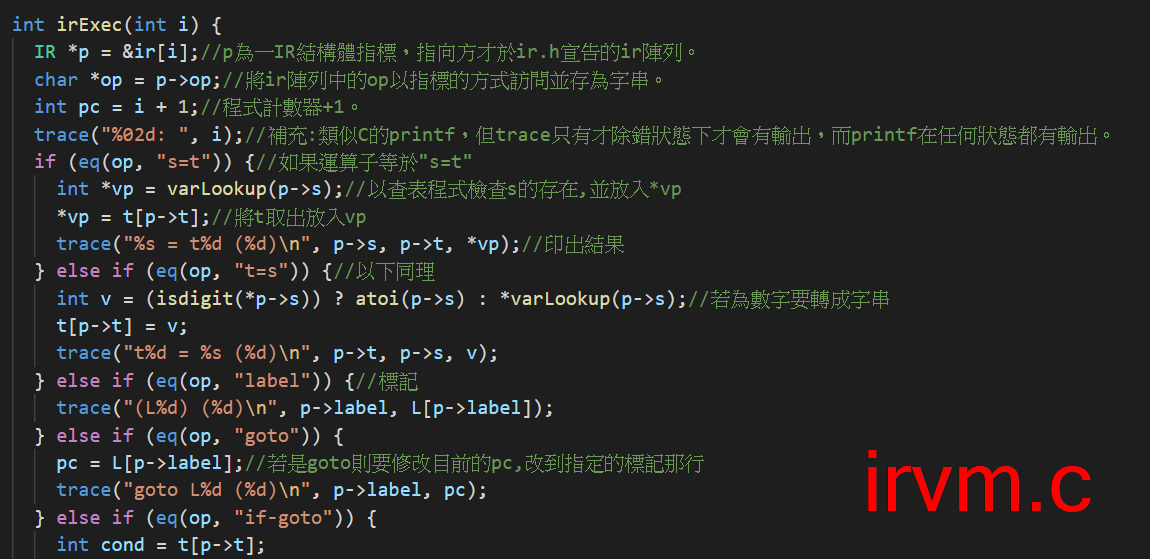 int irExec(int i) {
  IR *p = &ir[i];//p為一IR結構體指標，指向方才於ir.h宣告的ir陣列。
  char *op = p->op;//將ir陣列中的op以指標的方式訪問並存為字串。
  int pc = i + 1;//程式計數器+1。
  trace("%02d: ", i);//補充:類似C的printf，但trace只有才除錯狀態下才會有輸出，而printf在任何狀態都有輸出。
  if (eq(op, "s=t")) {//如果運算子等於"s=t"
    int *vp = varLookup(p->s);//以查表程式檢查s的存在,並放入*vp
    *vp = t[p->t];//將t取出放入vp
    trace("%s = t%d (%d)\n", p->s, p->t, *vp);//印出結果
  } else if (eq(op, "t=s")) {//以下同理
    int v = (isdigit(*p->s)) ? atoi(p->s) : *varLookup(p->s);//若為數字要轉成字串
    t[p->t] = v;
    trace("t%d = %s (%d)\n", p->t, p->s, v);
  } else if (eq(op, "label")) {//標記
    trace("(L%d) (%d)\n", p->label, L[p->label]);
  } else if (eq(op, "goto")) {
    pc = L[p->label];//若是goto則要修改目前的pc,改到指定的標記那行
    trace("goto L%d (%d)\n", p->label, pc);
  } else if (eq(op, "if-goto")) {
    int cond = t[p->t];
irvm.c